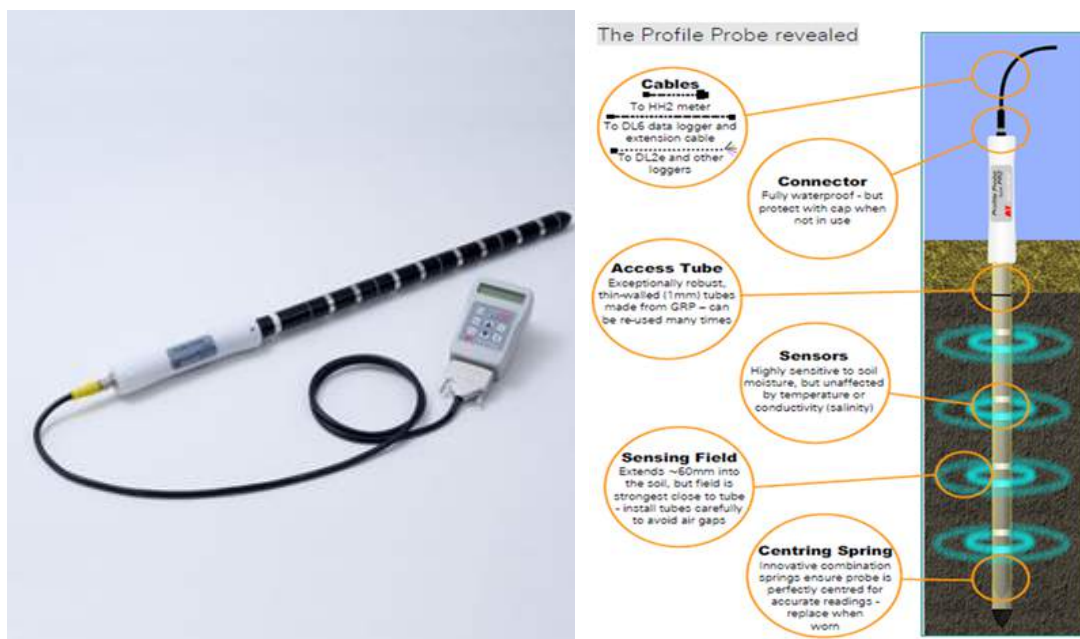 The Profile Probe revealed
Cables
To HH2 meter
To DL6 data logger and
extension cable
To DL2e and other
loggers
Connector
Fully waterproof - but
protect with cap when
not in use
Access Tube
Exceptionally robust,
thin-walled (1mm) tubes
made from GRP – can
be re-used many times
Sensors
Highly sensitive to soil
moisture, but unaffected
by temperature or
conductivity (salinity)
Sensing Field
Extends ~60mm into
the soil, but field is
strongest close to tube
- install tubes carefully
to avoid air gaps
Centring Spring
Innovative combination
springs ensure probe is
perfectly centred for
accurate readings -
replace when
worn
Profile Probe